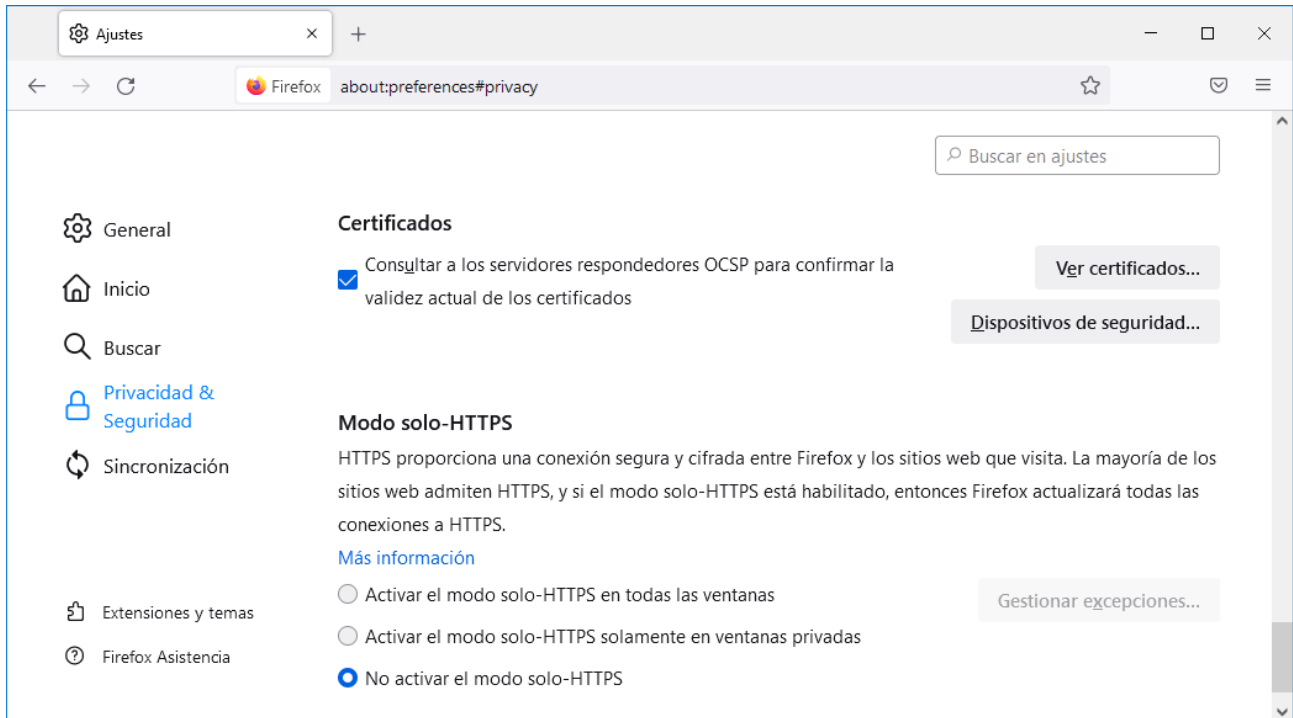 Ajustes
Firefox about:preferences#privacy
Buscar en ajustes
General
Inicio
Buscar
Privacidad &
Seguridad
Sincronización
Extensiones y temas
Firefox Asistencia
Certificados
Consultar a los servidores respondedores OCSP para confirmar la
validez actual de los certificados
Ver certificados...
Dispositivos de seguridad...
Modo solo-HTTPS
HTTPS proporciona una conexión segura y cifrada entre Firefox y los sitios web que visita. La mayoría de los
sitios web admiten HTTPS, y si el modo solo-HTTPS está habilitado, entonces Firefox actualizará todas las
conexiones a HTTPS.
Más información
Activar el modo solo-HTTPS en todas las ventanas
Gestionar excepciones...
Activar el modo solo-HTTPS solamente en ventanas privadas
No activar el modo solo-HTTPS